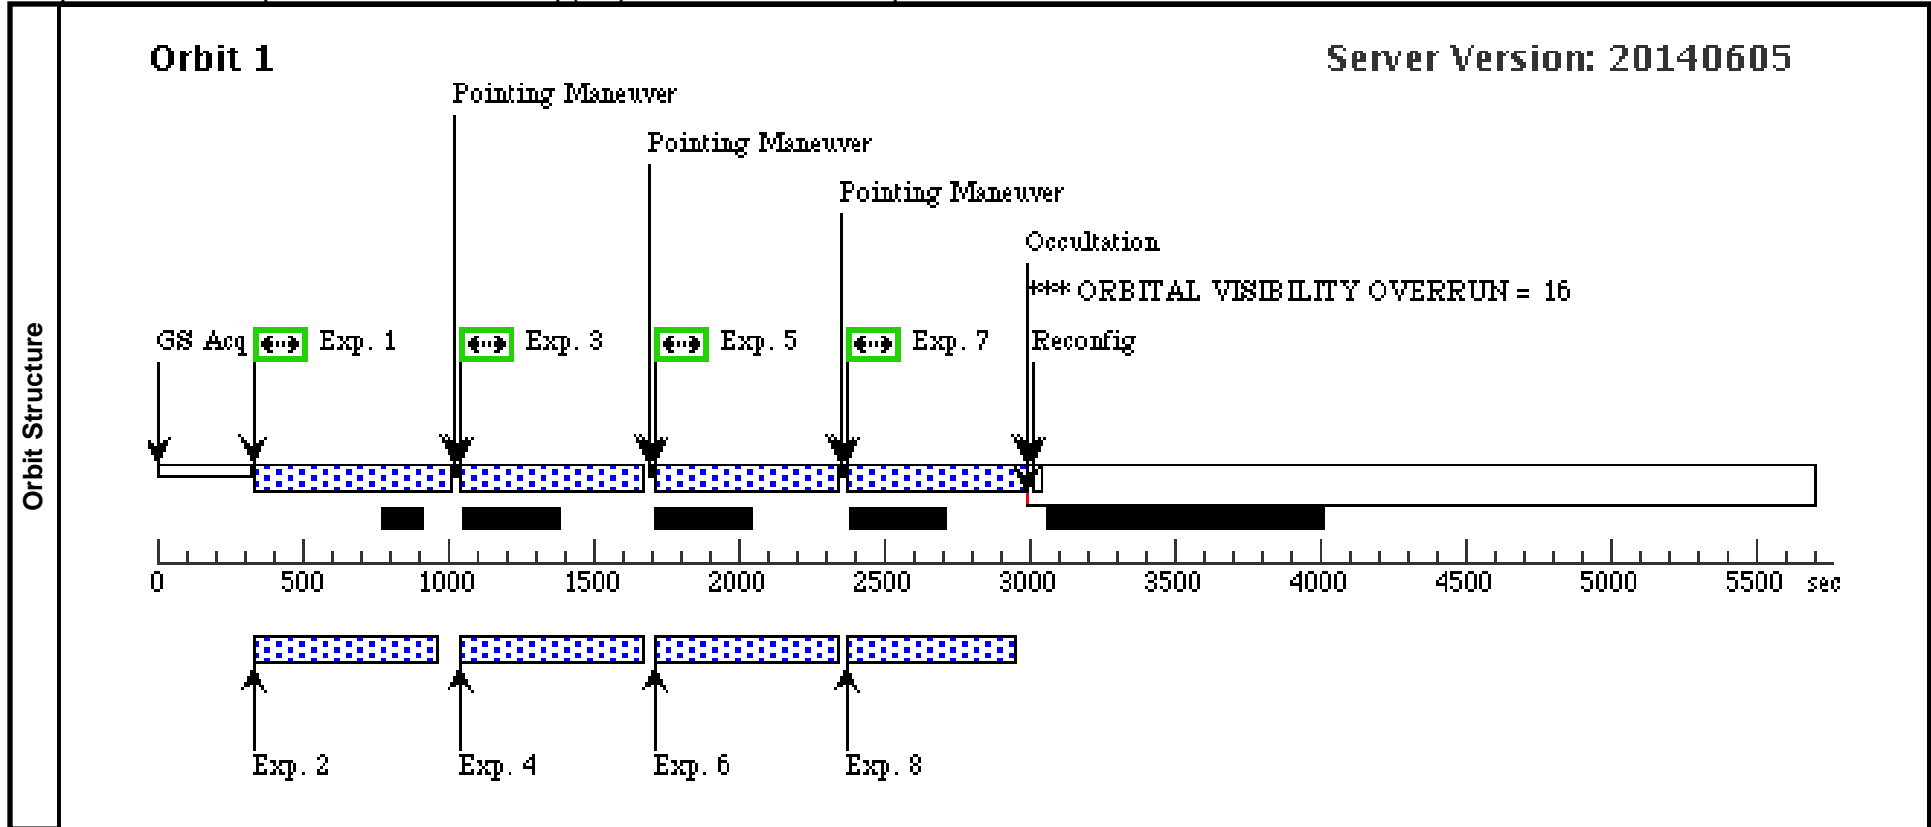 Orbit Structure
Orbit 1
Server Version: 20140605
Pointing Maneuver
Pointing Maneuver
Pointing Maneuver
Occultation
*** ORBITAL VISIBILITY OVERRUN = 16
GS Acq
Exp. 1
Exp. 3
Exp. 5
Exp. 7
Reconfig
0 500 1000 1500 2000 2500 3000 3500 4000 4500 5000 5500 sec
Exp. 2
Exp. 4
Exp. 6
Exp. 8